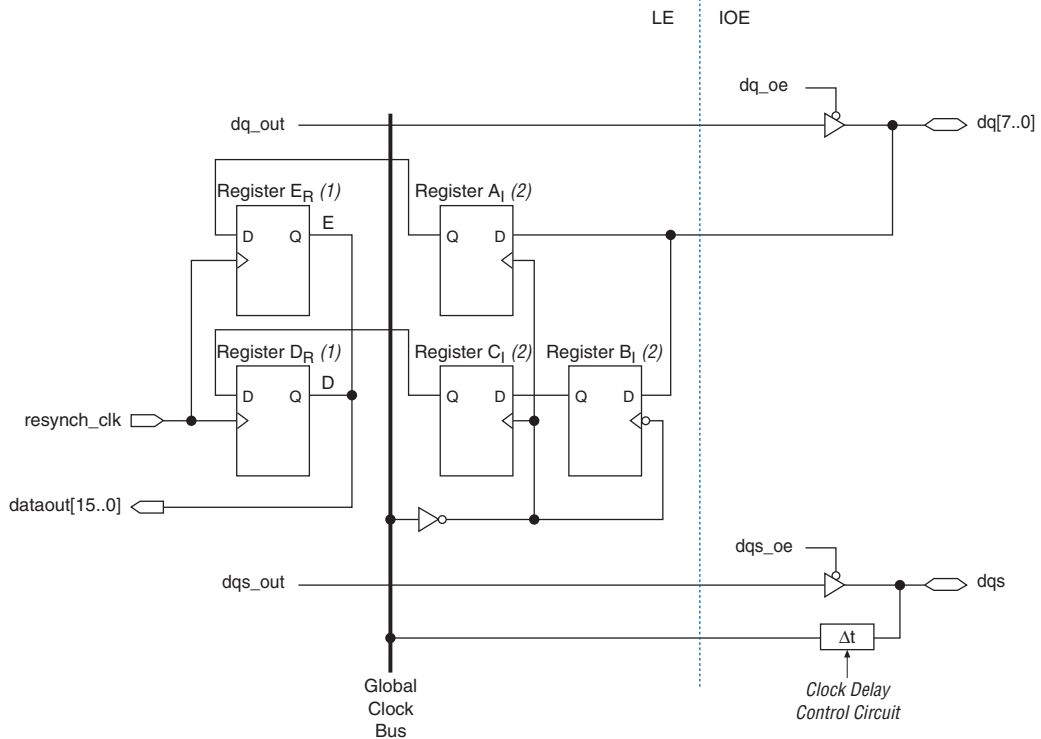 LE IOE
dq_oe
dq_out
dq[7..0]
Register E_R (1) Register A_I (2)
D Q E Q D
Register D_R (1) Register C_I (2) Register B_I (2)
D Q D Q D Q D
resynch_clk
dataout[15..0]
dqs_oe
dqs_out
dqs
Δt
Global
Clock
Bus
Clock Delay
Control Circuit